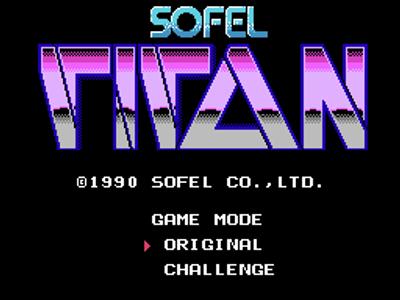 SOFEL
TITAN
©1990 SOFEL CO.,LTD.
GAME MODE
ORIGINAL
CHALLENGE